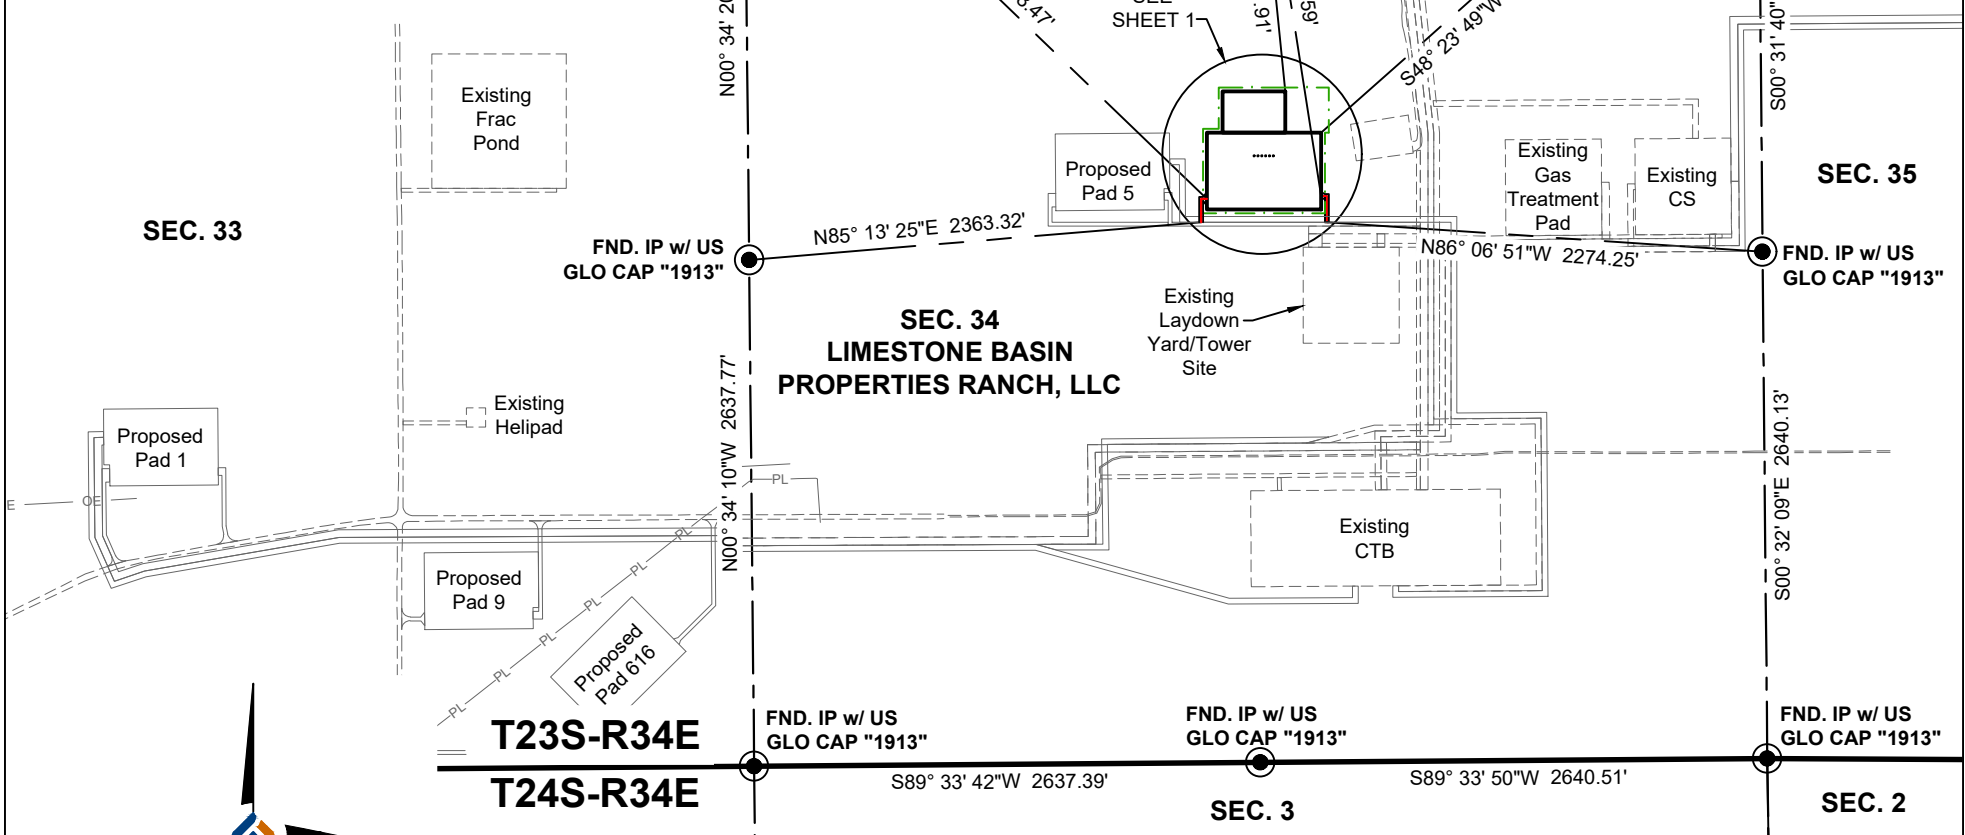 SHEET 1
N00° 34'
S48° 23' 49"W
S00° 31' 40"
Existing
Frac
Pond
SEC. 33
Proposed
Pad 5
Existing
Gas
Treatment
Pad
Existing
CS
SEC. 35
FND. IP w/ US
GLO CAP "1913"
N85° 13' 25"E 2363.32'
N86° 06' 51"W 2274.25'
FND. IP w/ US
GLO CAP "1913"
SEC. 34
LIMESTONE BASIN
PROPERTIES RANCH, LLC
Existing
Laydown
Yard/Tower
Site
N00° 34' 10"W 2637.77'
S00° 32' 09"E 2640.13'
Existing
Helipad
Proposed
Pad 1
OE
PL
PL
PL
PL
PL
PL
PL
Existing
CTB
Proposed
Pad 9
Proposed
Pad 616
T23S-R34E
T24S-R34E
FND. IP w/ US
GLO CAP "1913"
FND. IP w/ US
GLO CAP "1913"
FND. IP w/ US
GLO CAP "1913"
S89° 33' 42"W 2637.39'
S89° 33' 50"W 2640.51'
SEC. 3
SEC. 2